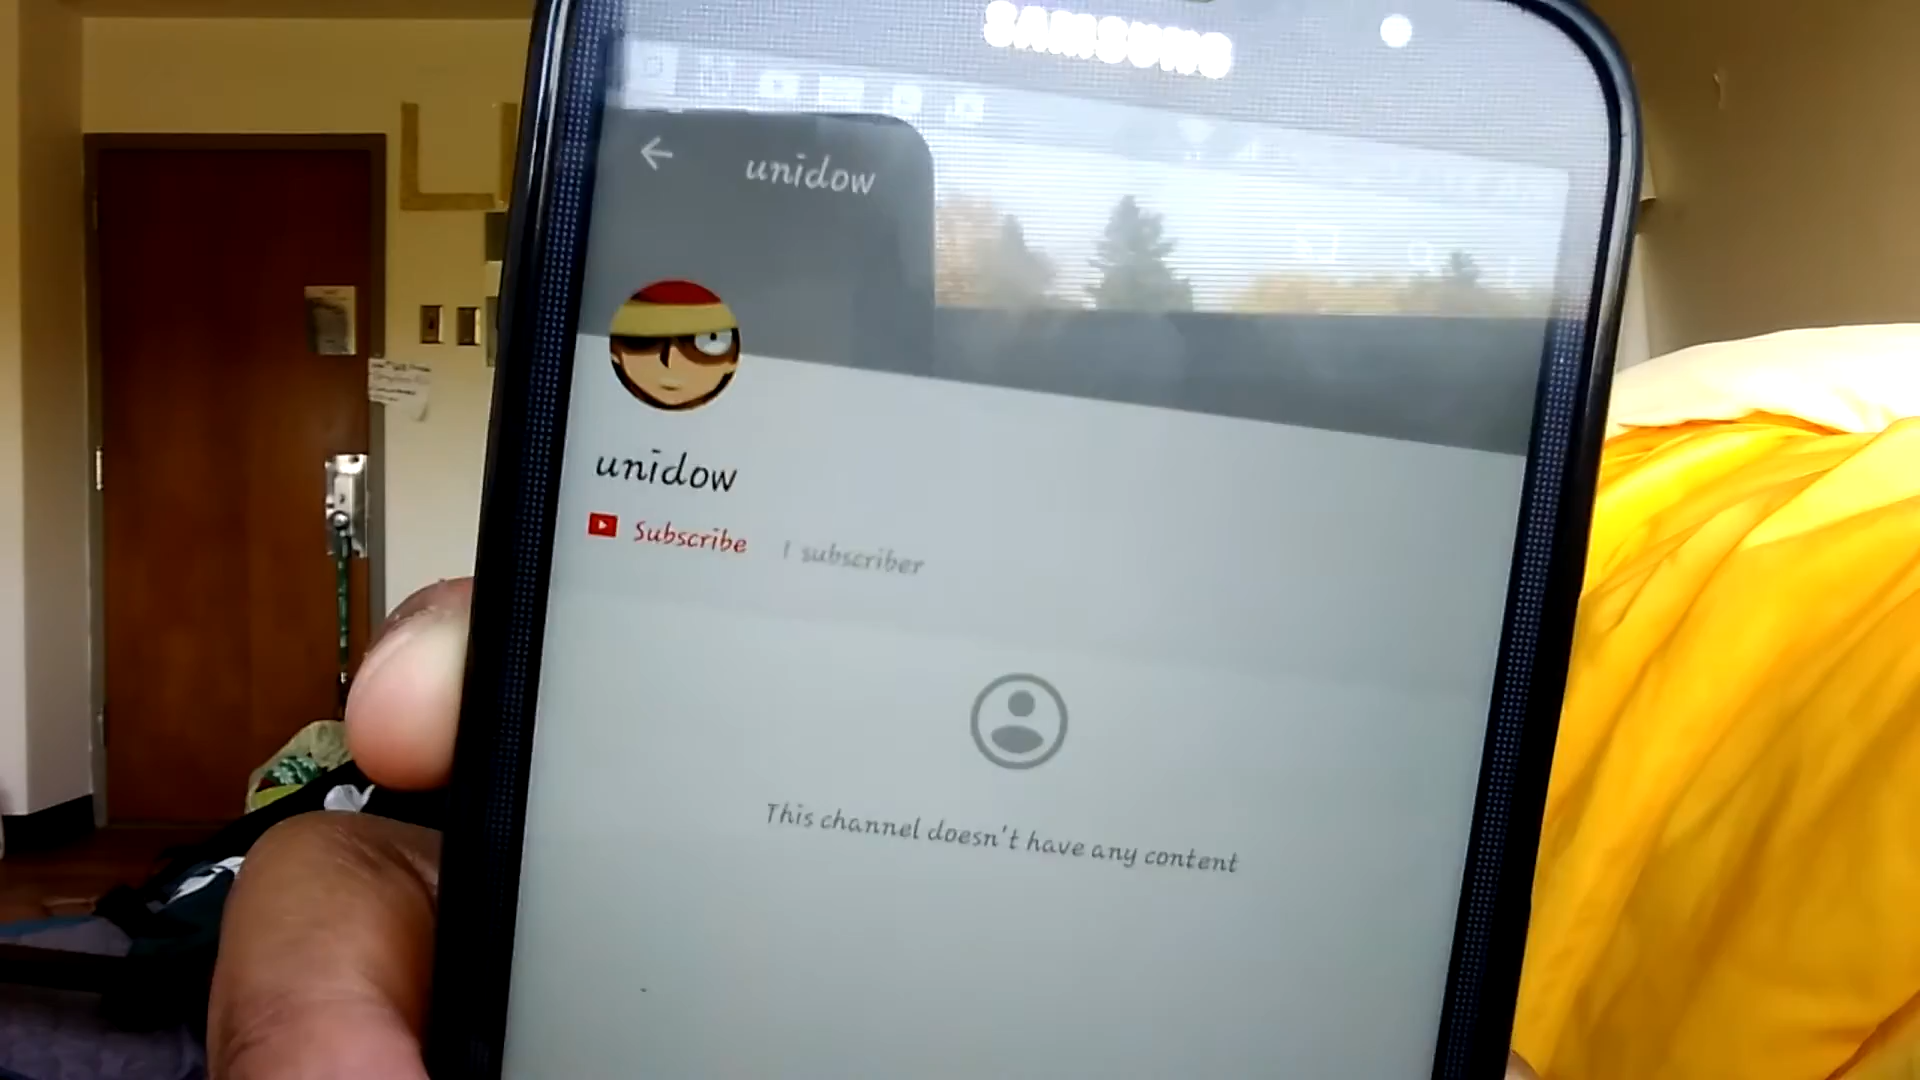 SAMSUNG
unidow
unidow
Subscribe 1 subscriber
This channel doesn't have any content